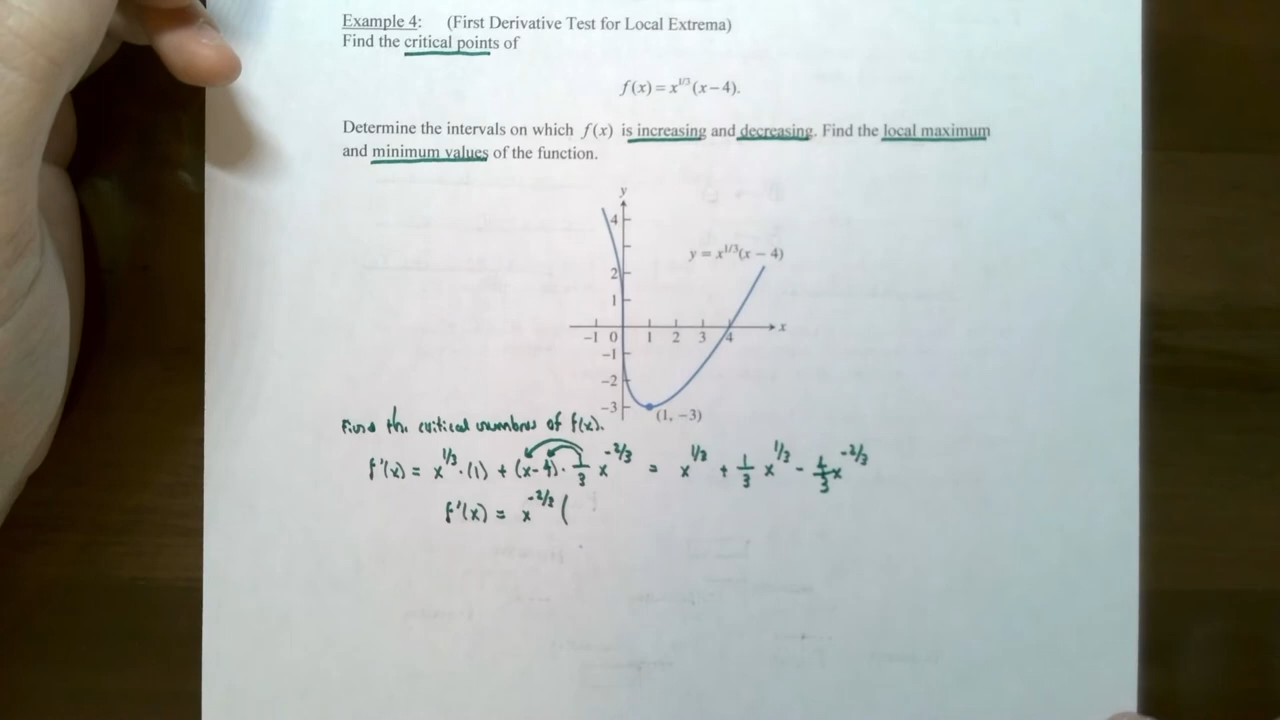 Example 4: (First Derivative Test for Local Extrema)
Find the critical points of
f(x) = x^{1/3}(x − 4).
Determine the intervals on which f(x) is increasing and decreasing. Find the local maximum
and minimum values of the function.
y
4
y = x^{1/3}(x − 4)
2
1
−1 0 1 2 3 4 x
−1
−2
−3
(1, −3)
Find the critical numbers of f(x).
f'(x) = x^{1/3} · (1) + (x-4) · 1/3 x^{-2/3} = x^{1/3} + 1/3 x^{1/3} - 4/3 x^{-2/3}
f'(x) = x^{-2/3} (